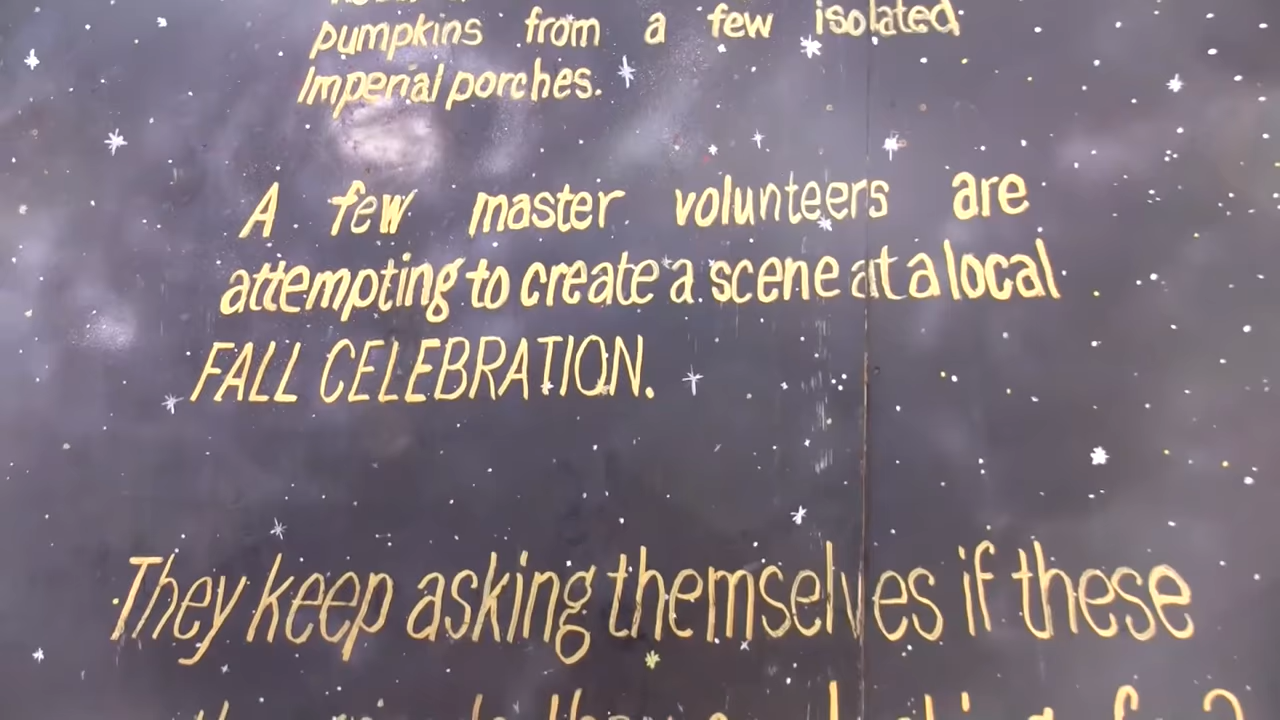 pumpkins from a few isolated
Imperial porches.
A few master volunteers are
attempting to create a scene at a local
FALL CELEBRATION.
They keep asking themselves if these